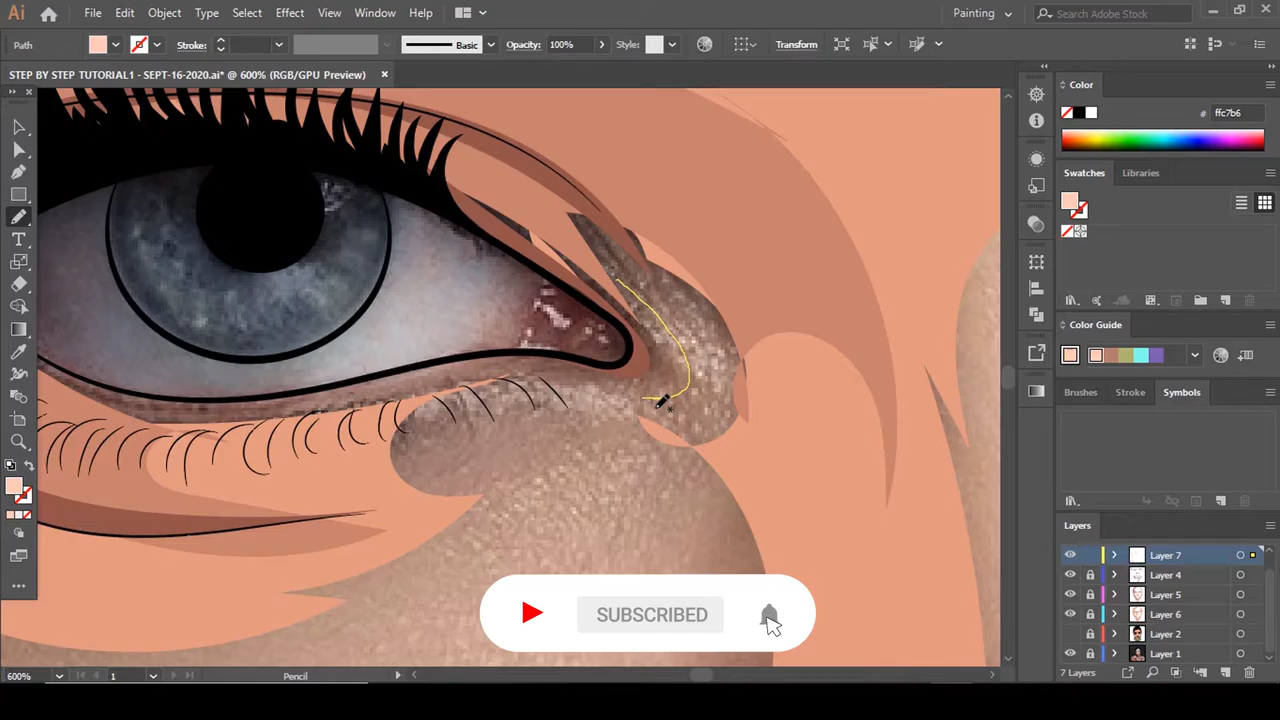 Ai File Edit Object Type Select Effect View Window Help Painting Search Adobe Stock
Path Stroke: Basic Opacity: 100% Style: Transform
STEP BY STEP TUTORIAL1 - SEPT-16-2020.ai* @ 600% (RGB/GPU Preview)
Color
# ffc7b6
Swatches Libraries
Color Guide
Brushes Stroke Symbols
Layers
Layer 7
Layer 4
Layer 5
Layer 6
Layer 2
Layer 1
7 Layers
SUBSCRIBED
600% 1 Pencil